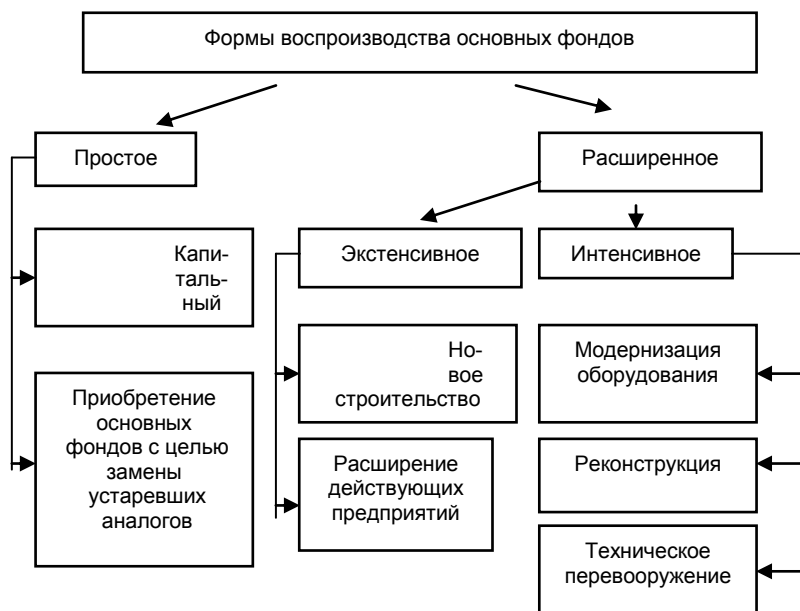 Формы воспроизводства основных фондов
Простое
Расширенное
Капи-
таль-
ный
Экстенсивное
Интенсивное
Приобретение
основных
фондов с целью
замены
устаревших
аналогов
Но-
вое
строительство
Расширение
действующих
предприятий
Модернизация
оборудования
Реконструкция
Техническое
перевооружение